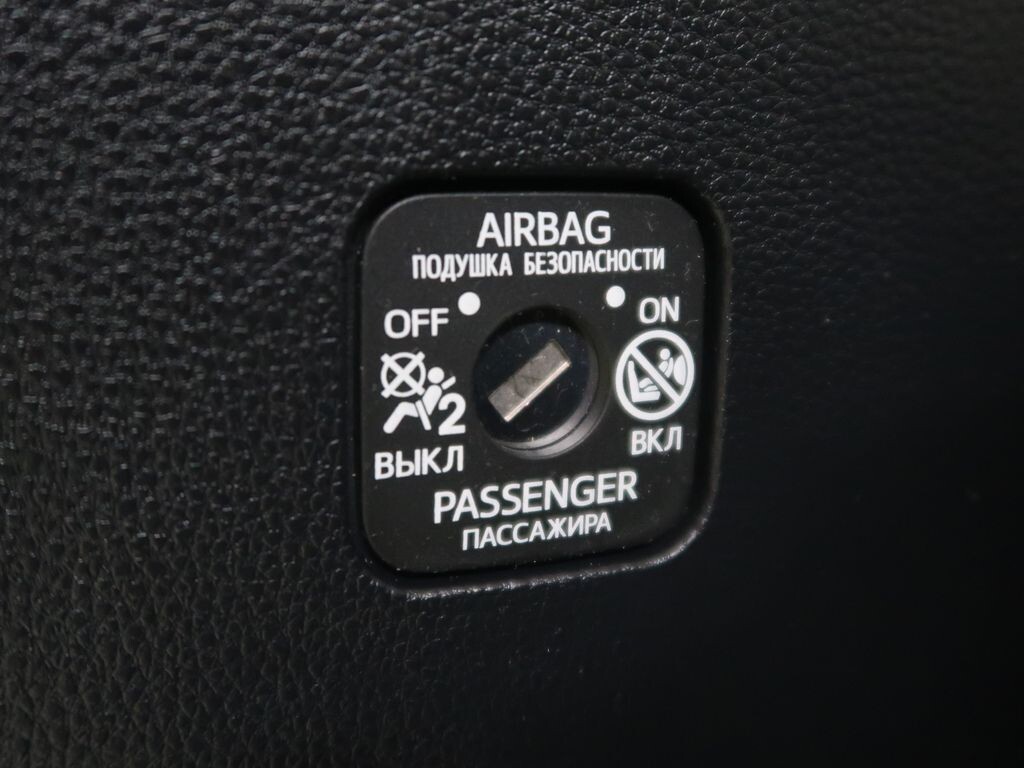 AIRBAG
ПОДУШКА БЕЗОПАСНОСТИ
OFF
ON
2
ВЫКЛ
ВКЛ
PASSENGER
ПАССАЖИРА